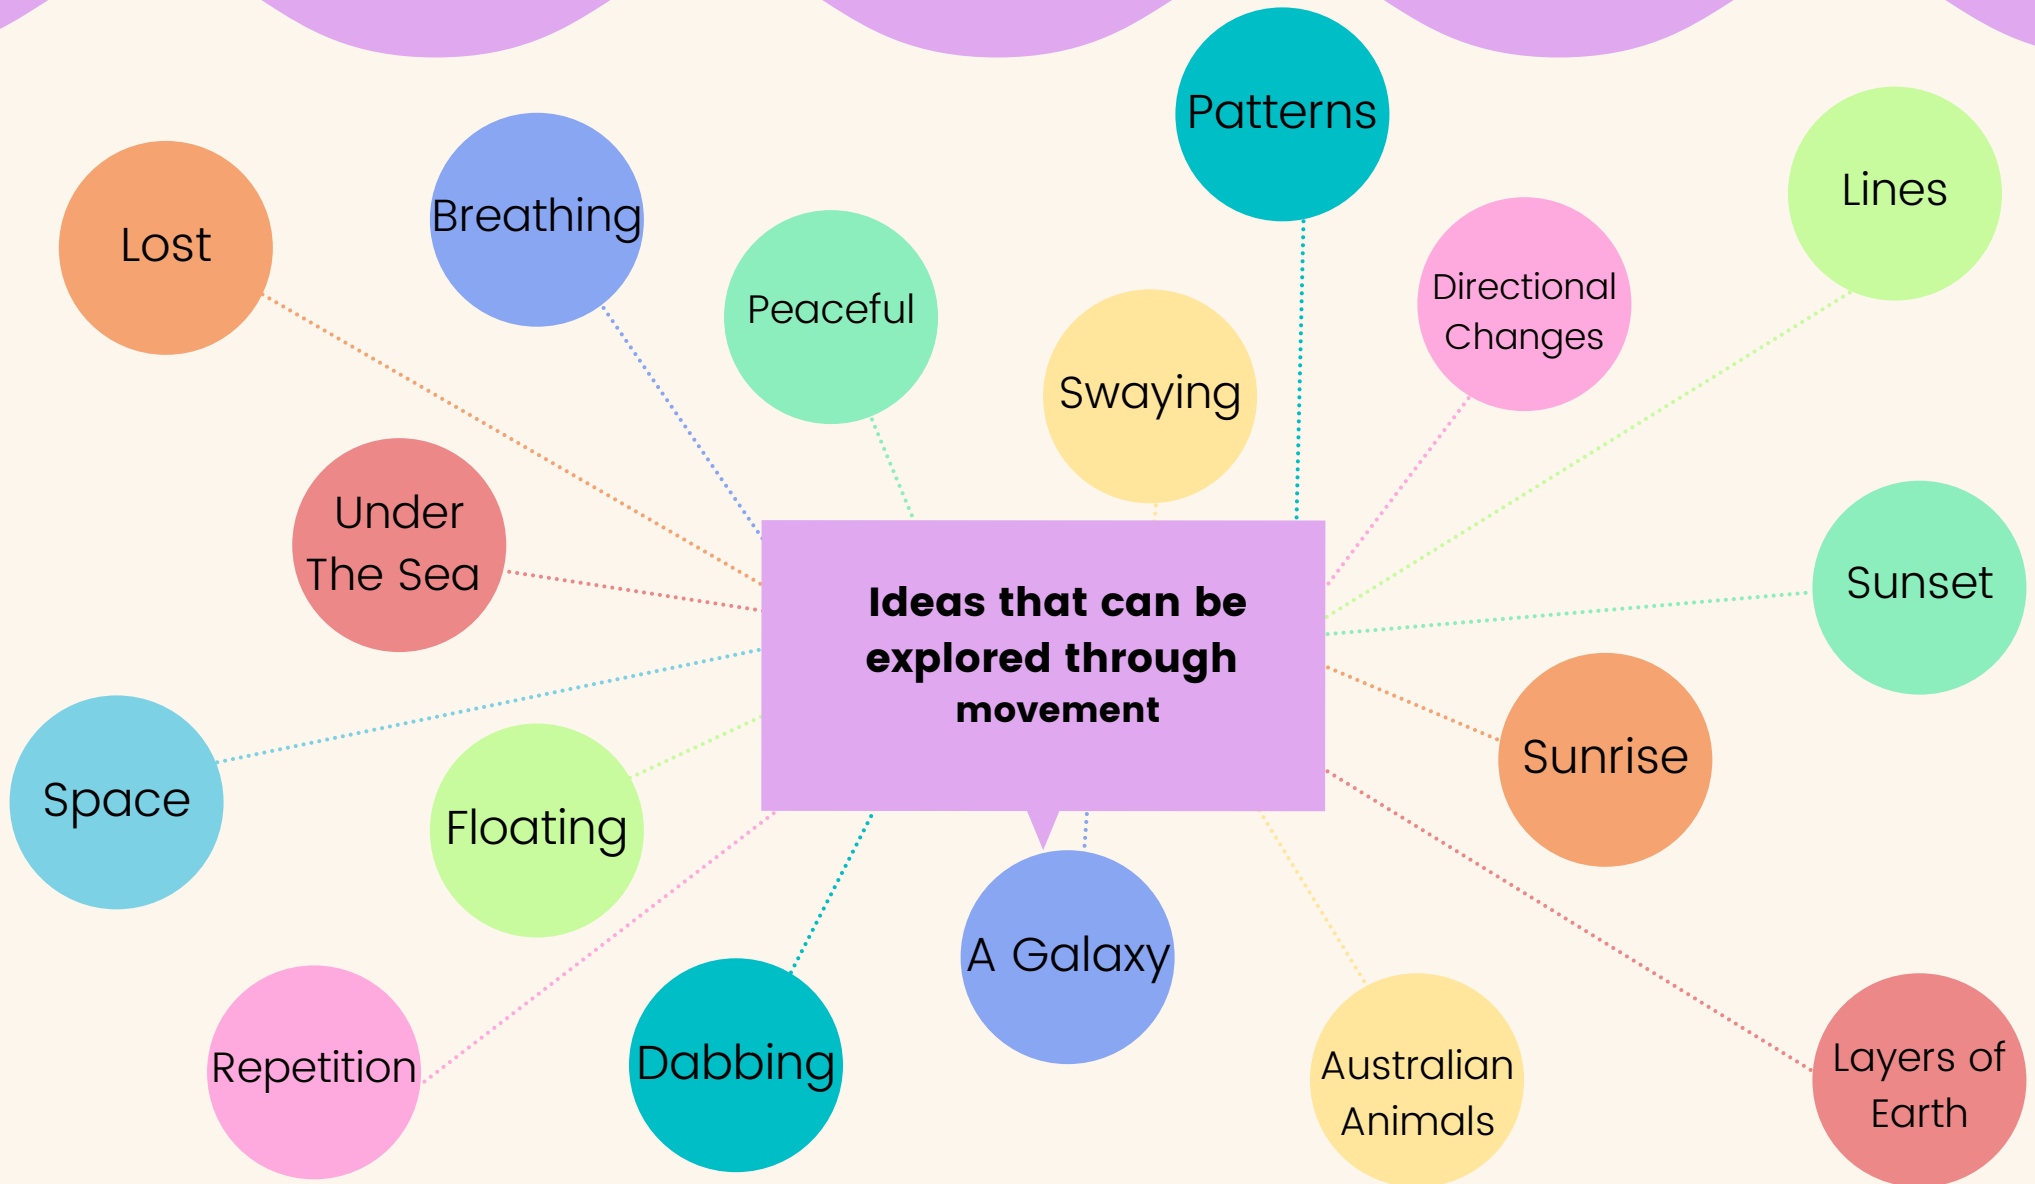 Patterns
Lines
Breathing
Lost
Directional
Changes
Peaceful
Swaying
Under
The Sea
Sunset
Ideas that can be
explored through
movement
Sunrise
Space
Floating
A Galaxy
Repetition
Dabbing
Australian
Animals
Layers of
Earth